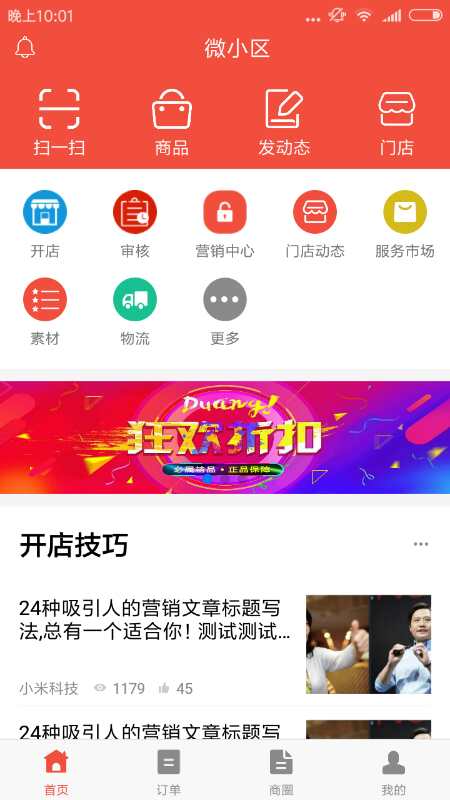 晚上10:01
微小区
扫一扫
商品
发动态
门店
开店
审核
营销中心
门店动态
服务市场
素材
物流
更多
Duang!
狂欢折扣
正品保障
开店技巧
24种吸引人的营销文章标题写
法,总有一个适合你！测试测试...
小米科技
1179
45
24种吸引人的营销文章标题写
首页
订单
商圈
我的